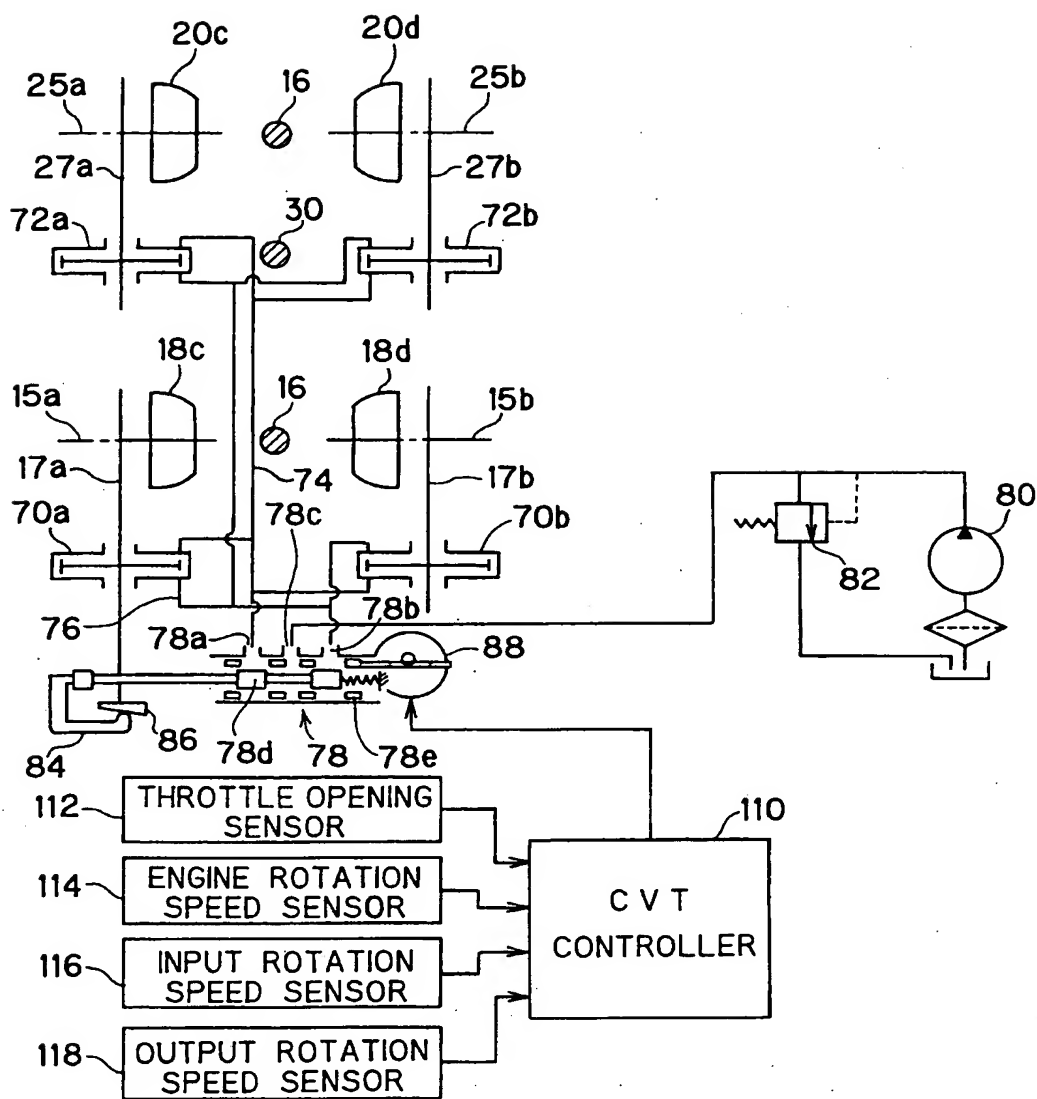 20c 20d
25a 16 25b
27a 27b
72a 30 72b
18c 18d
15a 16 15b
17a 74 17b
70a 78c 70b 80
82
76 78a 78b 88
84 86 78d 78 78e
112 THROTTLE OPENING
SENSOR
110
114 ENGINE ROTATION
SPEED SENSOR
CVT
CONTROLLER
116 INPUT ROTATION
SPEED SENSOR
118 OUTPUT ROTATION
SPEED SENSOR